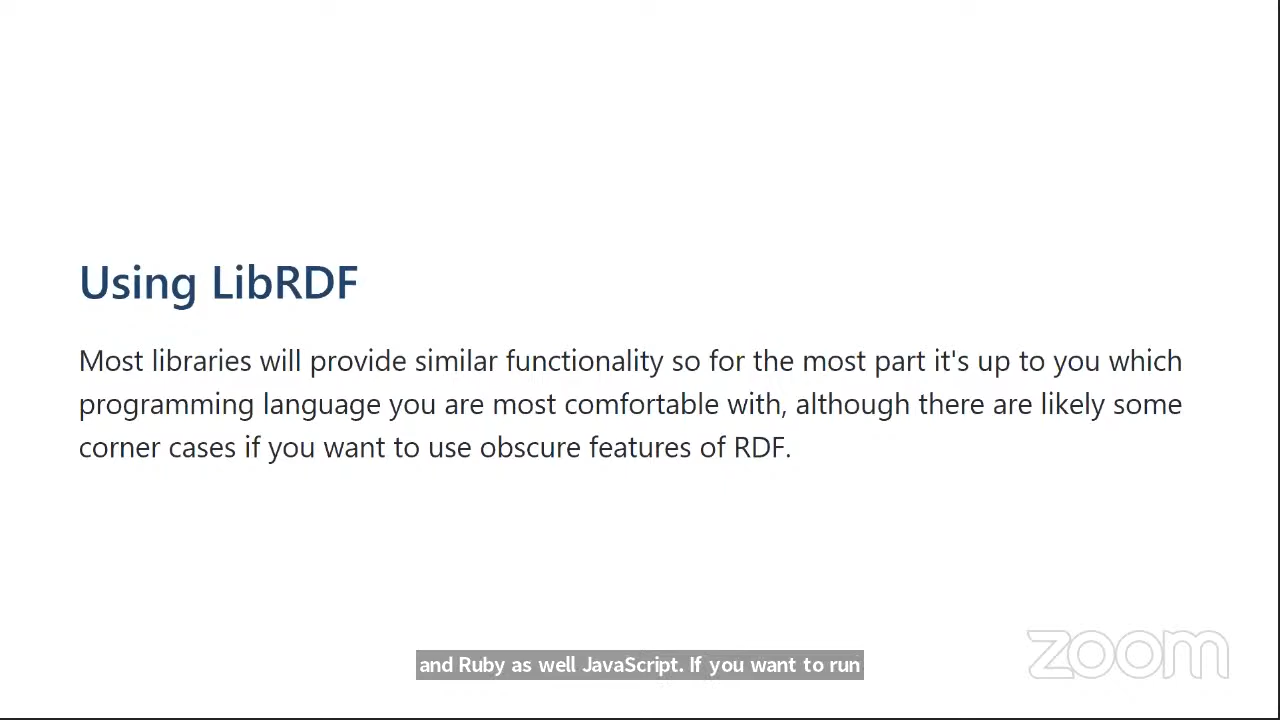 Using LibRDF
Most libraries will provide similar functionality so for the most part it's up to you which
programming language you are most comfortable with, although there are likely some
corner cases if you want to use obscure features of RDF.
and Ruby as well JavaScript. If you want to run
zoom